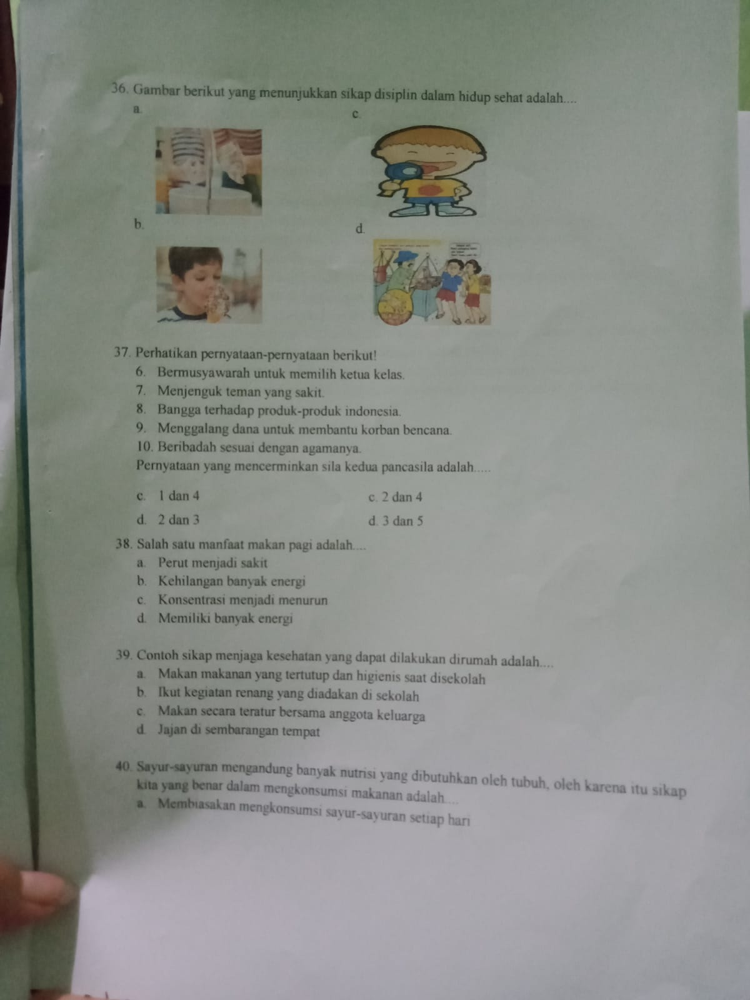 36. Gambar berikut yang menunjukkan sikap disiplin dalam hidup sehat adalah....
a.
c.
b.
d.
37. Perhatikan pernyataan-pernyataan berikut!
6. Bermusyawarah untuk memilih ketua kelas.
7. Menjenguk teman yang sakit.
8. Bangga terhadap produk-produk indonesia.
9. Menggalang dana untuk membantu korban bencana.
10. Beribadah sesuai dengan agamanya.
Pernyataan yang mencerminkan sila kedua pancasila adalah.....
c. 1 dan 4
c. 2 dan 4
d. 2 dan 3
d. 3 dan 5
38. Salah satu manfaat makan pagi adalah....
a. Perut menjadi sakit
b. Kehilangan banyak energi
c. Konsentrasi menjadi menurun
d. Memiliki banyak energi
39. Contoh sikap menjaga kesehatan yang dapat dilakukan dirumah adalah....
a. Makan makanan yang tertutup dan higienis saat disekolah
b. Ikut kegiatan renang yang diadakan di sekolah
c. Makan secara teratur bersama anggota keluarga
d. Jajan di sembarangan tempat
40. Sayur-sayuran mengandung banyak nutrisi yang dibutuhkan oleh tubuh, oleh karena itu sikap
kita yang benar dalam mengkonsumsi makanan adalah....
a. Membiasakan mengkonsumsi sayur-sayuran setiap hari